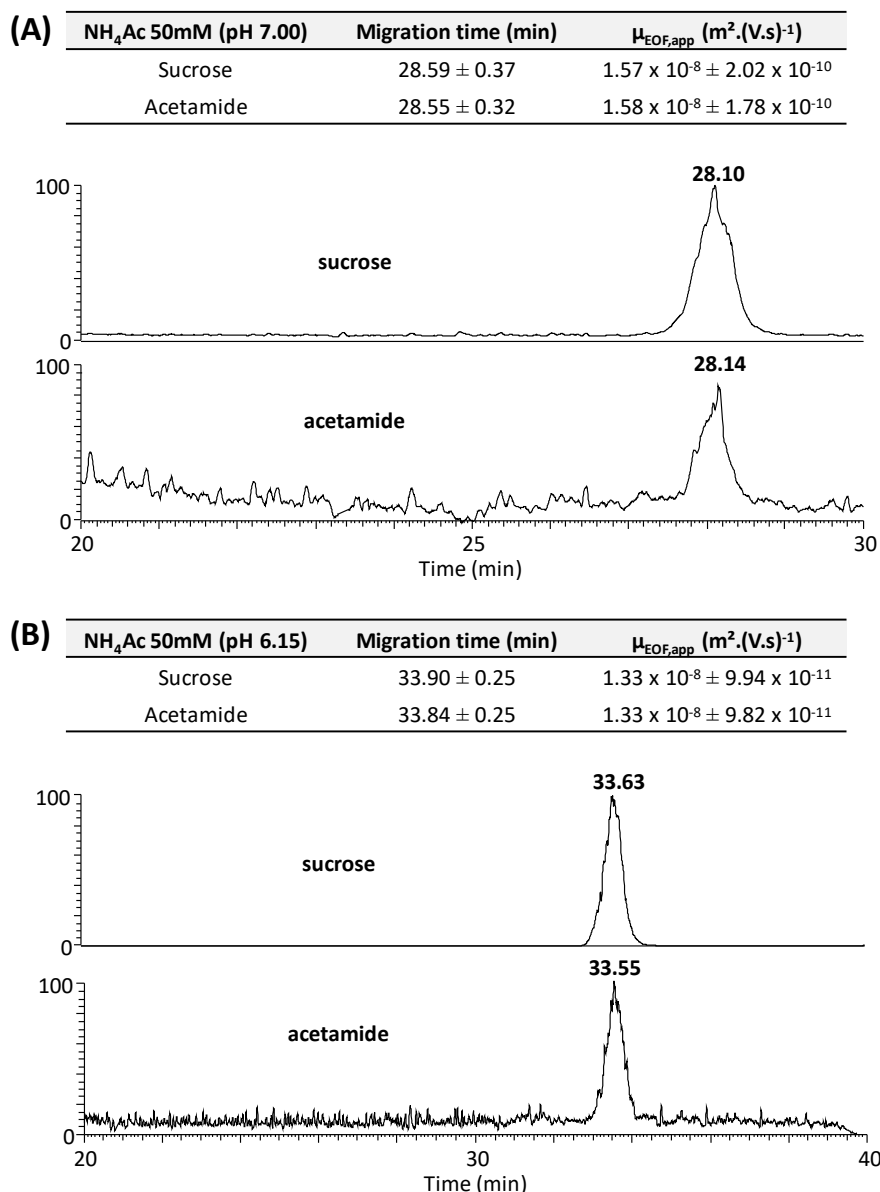 (A)
NH₄Ac 50mM (pH 7.00) Migration time (min) μEOF,app (m².(V.s)⁻¹)
Sucrose 28.59 ± 0.37 1.57 x 10⁻⁸ ± 2.02 x 10⁻¹⁰
Acetamide 28.55 ± 0.32 1.58 x 10⁻⁸ ± 1.78 x 10⁻¹⁰
28.10
100
sucrose
0
28.14
100
acetamide
0
20 25 30
Time (min)
(B)
NH₄Ac 50mM (pH 6.15) Migration time (min) μEOF,app (m².(V.s)⁻¹)
Sucrose 33.90 ± 0.25 1.33 x 10⁻⁸ ± 9.94 x 10⁻¹¹
Acetamide 33.84 ± 0.25 1.33 x 10⁻⁸ ± 9.82 x 10⁻¹¹
33.63
100
sucrose
0
33.55
100
acetamide
0
20 30 40
Time (min)